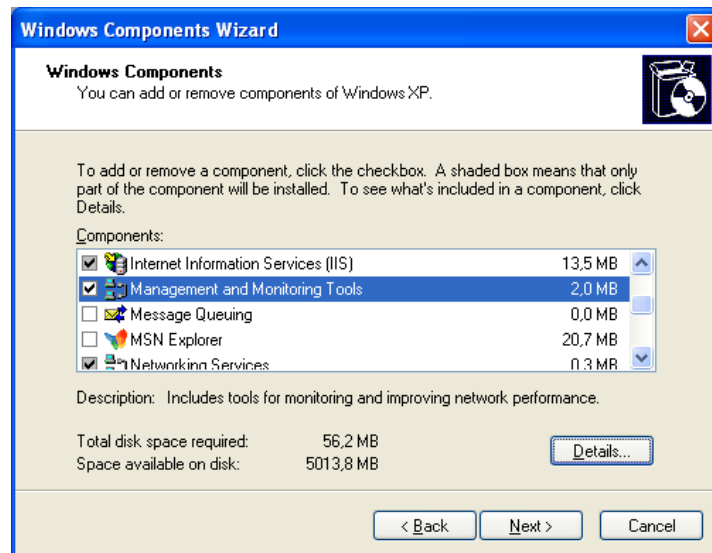 Windows Components Wizard
Windows Components
You can add or remove components of Windows XP.
To add or remove a component, click the checkbox. A shaded box means that only
part of the component will be installed. To see what's included in a component, click
Details.
Components:
Internet Information Services (IIS) 13,5 MB
Management and Monitoring Tools 2,0 MB
Message Queuing 0,0 MB
MSN Explorer 20,7 MB
Networking Services 0,3 MB
Description: Includes tools for monitoring and improving network performance.
Total disk space required: 56,2 MB
Space available on disk: 5013,8 MB
Details...
< Back Next > Cancel